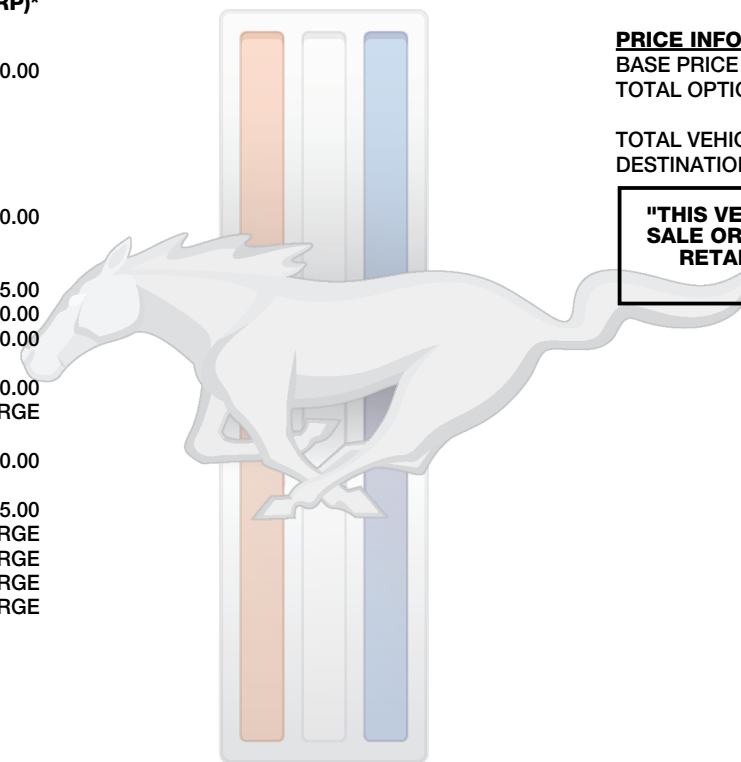 RP)*
0.00
0.00
5.00
0.00
0.00
0.00
RGE
0.00
5.00
RGE
RGE
RGE
RGE
PRICE INFO
BASE PRICE
TOTAL OPTIO
TOTAL VEHIC
DESTINATION
"THIS VE
SALE OR
RETAI